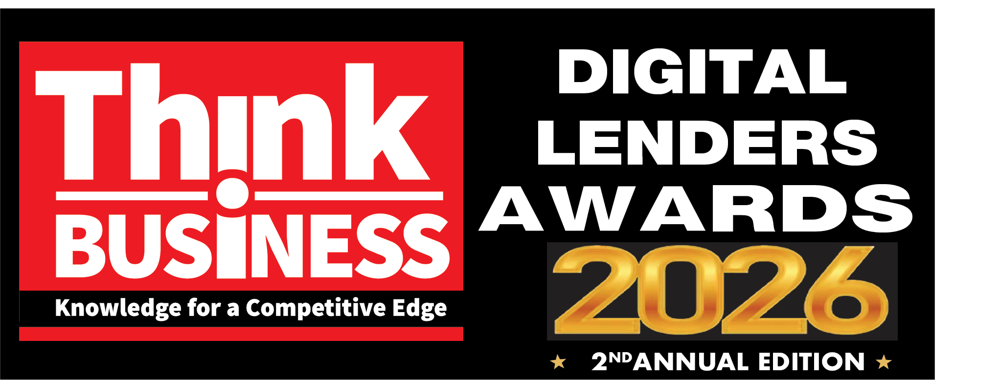 Think
BUSiNESS
Knowledge for a Competitive Edge
DIGITAL
LENDERS
AWARDS
2026
2ND ANNUAL EDITION